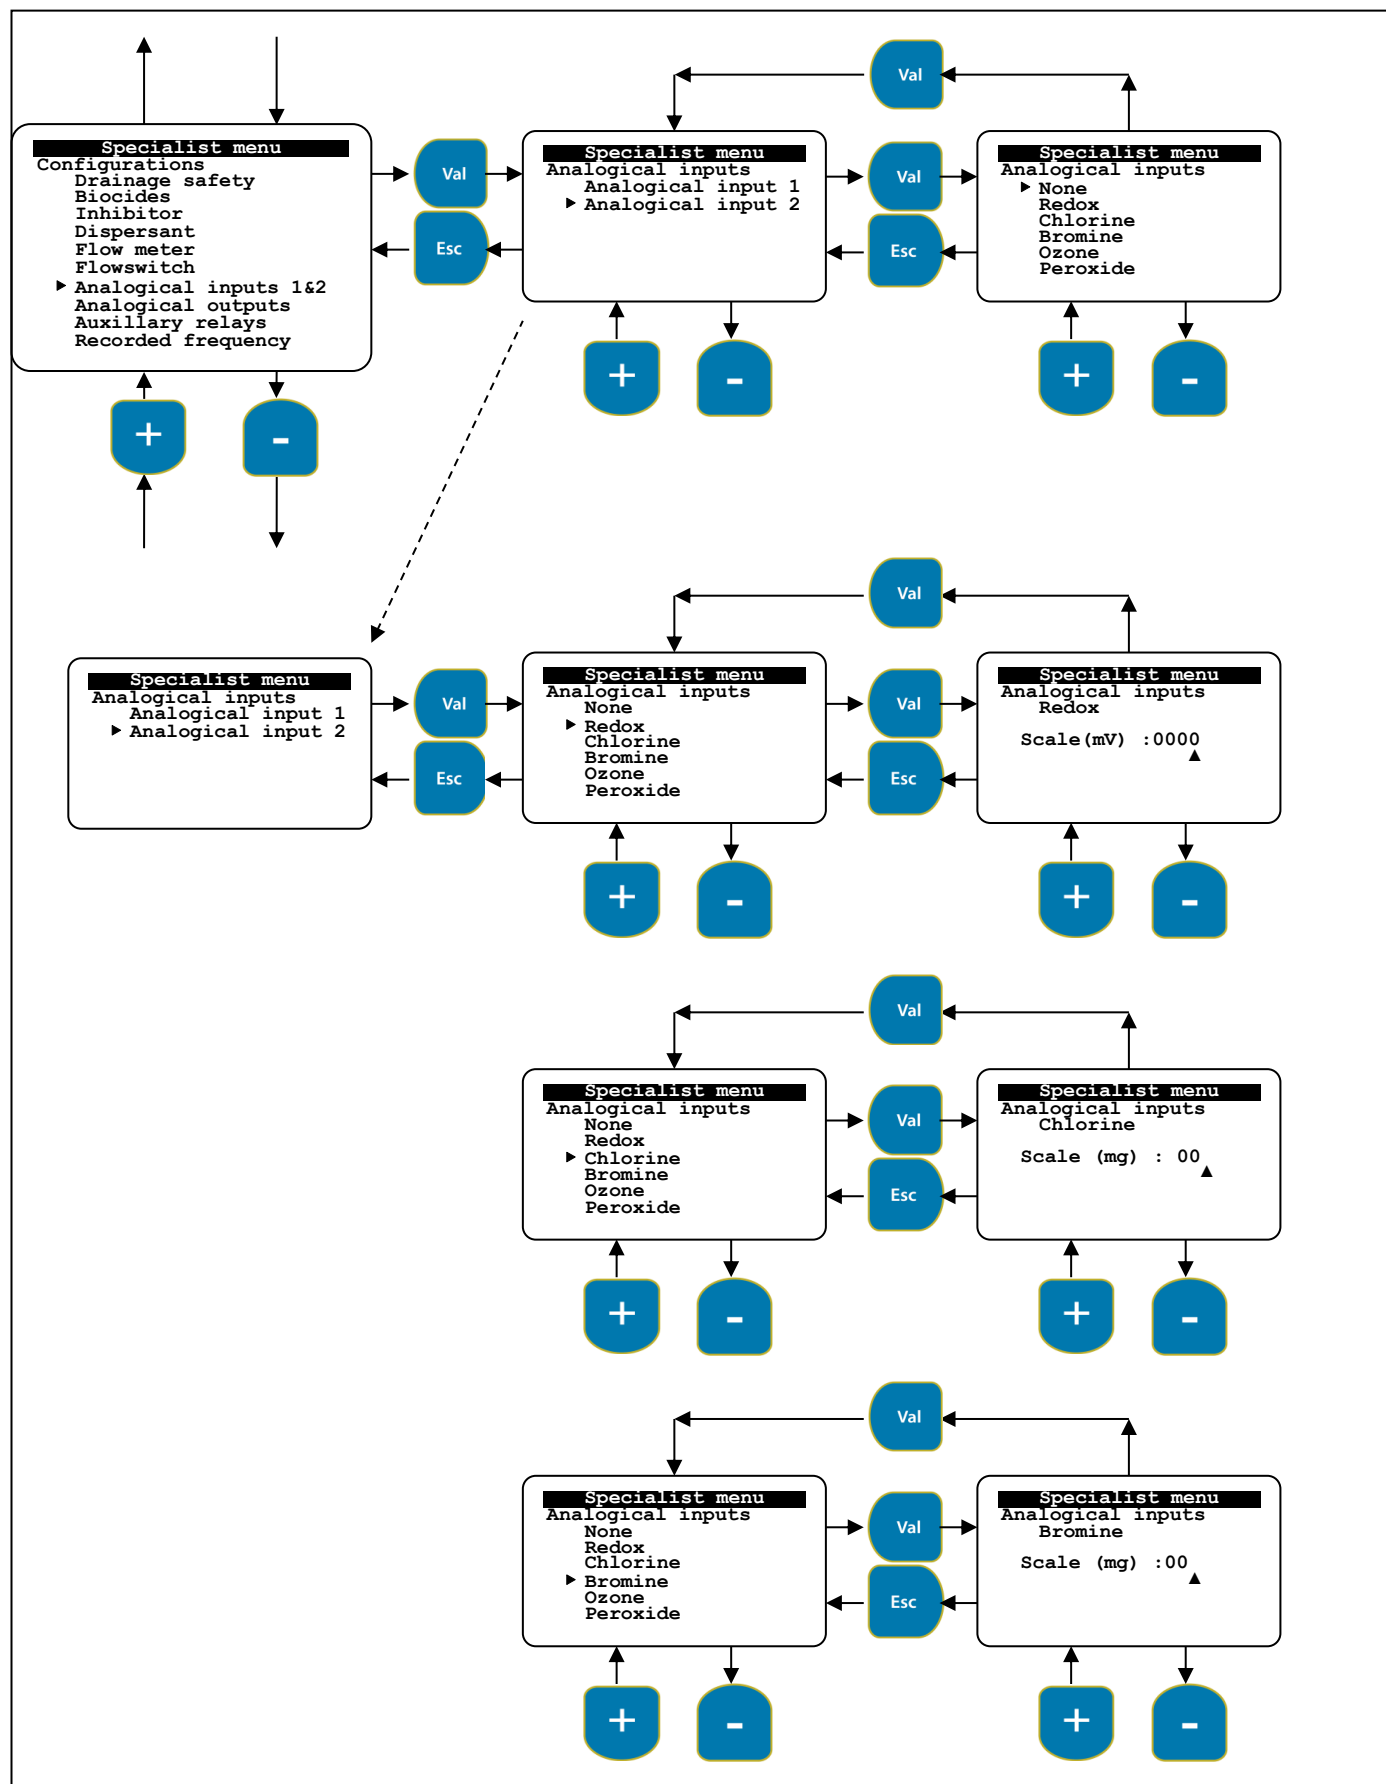 Val
Specialist menu
Configurations
Drainage safety
Biocides
Inhibitor
Dispersant
Flow meter
Flowswitch
Analogical inputs 1&2
Analogical outputs
Auxillary relays
Recorded frequency
Val
Esc
Specialist menu
Analogical inputs
Analogical input 1
Analogical input 2
Val
Esc
Specialist menu
Analogical inputs
None
Redox
Chlorine
Bromine
Ozone
Peroxide
+
-
+
-
+
-
Val
Specialist menu
Analogical inputs
Analogical input 1
Analogical input 2
Val
Esc
Specialist menu
Analogical inputs
None
Redox
Chlorine
Bromine
Ozone
Peroxide
Val
Esc
Specialist menu
Analogical inputs
Redox
Scale(mV) :0000
+
-
+
-
Val
Specialist menu
Analogical inputs
None
Redox
Chlorine
Bromine
Ozone
Peroxide
Val
Esc
Specialist menu
Analogical inputs
Chlorine
Scale (mg) : 00
+
-
+
-
Val
Specialist menu
Analogical inputs
None
Redox
Chlorine
Bromine
Ozone
Peroxide
Val
Esc
Specialist menu
Analogical inputs
Bromine
Scale (mg) :00
+
-
+
-